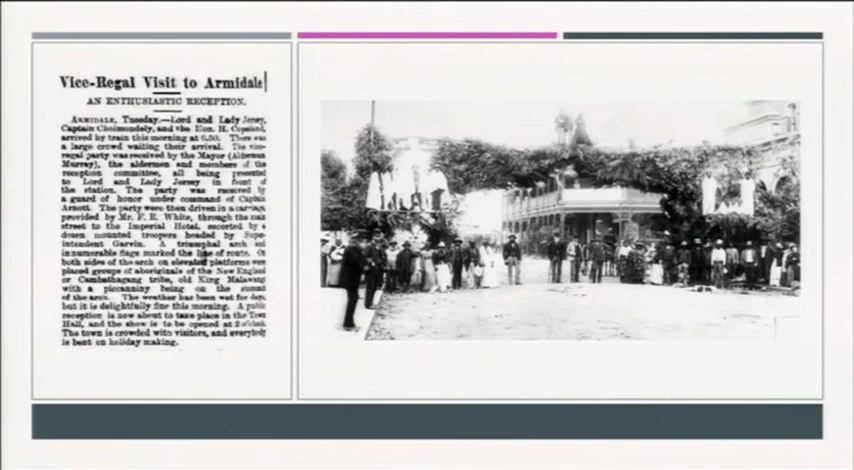 Vice-Regal Visit to Armidale
AN ENTHUSIASTIC RECEPTION.
ARMIDALE, Tuesday.—Lord and Lady Jersey,
Captain Cholmondely, and the Hon. H. Copeland,
arrived by train this morning at 6.50. There was
a large crowd waiting their arrival. The vice-
regal party was received by the Mayor (Alderman
Murray), the aldermen and members of the
reception committee, all being presented
to Lord and Lady Jersey in front of
the station. The party was received by
a guard of honor under command of Captain
Arnott. The party were then driven in a carriage,
provided by Mr. F. R. White, through the main
street to the Imperial Hotel, escorted by a
dozen mounted troopers headed by Supe-
intendent Garvin. A triumphal arch and
innumerable flags marked the line of route. On
both sides of the arch on elevated platforms were
placed groups of aboriginals of the New England
or Cambathagang tribe, old King Malawang
with a piccaninny being on the summit
of the arch. The weather has been wet for days,
but it is delightfully fine this morning. A public
reception is now about to take place in the Town
Hall, and the show is to be opened at 2 o'clock.
The town is crowded with visitors, and everybody
is bent on holiday making.